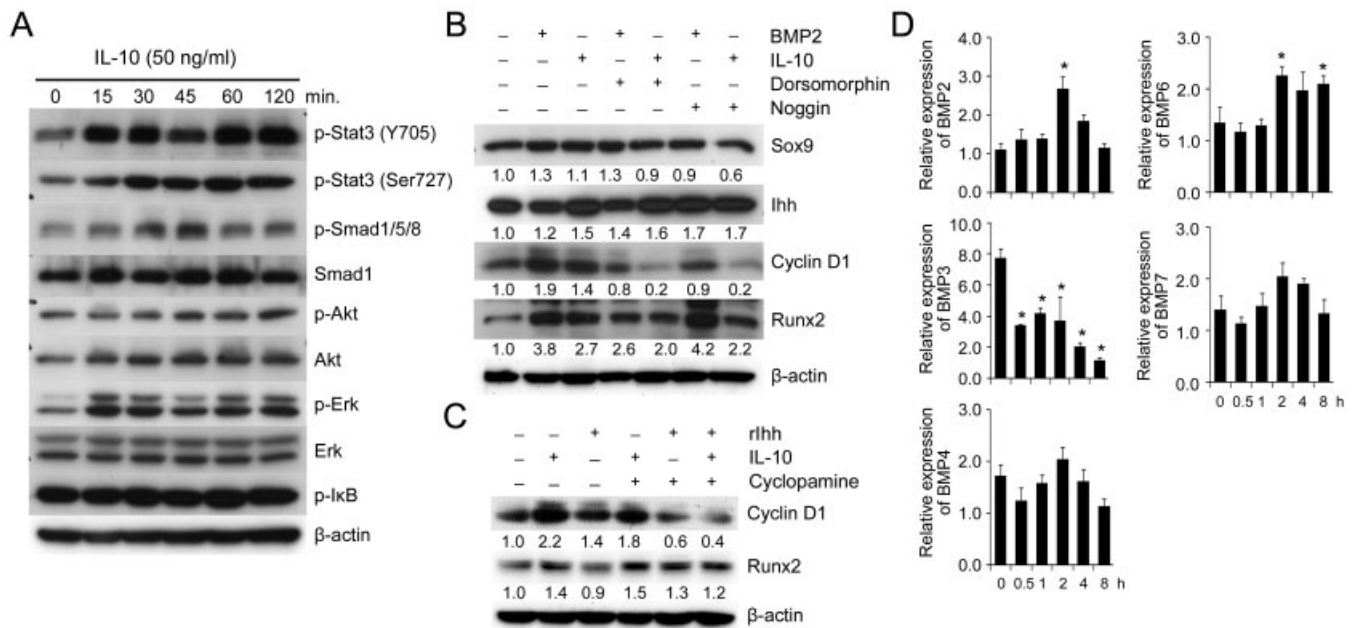 A
IL-10 (50 ng/ml)
0 15 30 45 60 120 min.
p-Stat3 (Y705)
p-Stat3 (Ser727)
p-Smad1/5/8
Smad1
p-Akt
Akt
p-Erk
Erk
p-IκB
β-actin
B
– + – + – + – BMP2
– – + – + – + IL-10
– – – + + – – Dorsomorphin
– – – – – + + Noggin
Sox9
1.0 1.3 1.1 1.3 0.9 0.9 0.6
Ihh
1.0 1.2 1.5 1.4 1.6 1.7 1.7
Cyclin D1
1.0 1.9 1.4 0.8 0.2 0.9 0.2
Runx2
1.0 3.8 2.7 2.6 2.0 4.2 2.2
β-actin
C
– – + – + + rIhh
– + – + – + IL-10
– – – + + + Cyclopamine
Cyclin D1
1.0 2.2 1.4 1.8 0.6 0.4
Runx2
1.0 1.4 0.9 1.5 1.3 1.2
β-actin
D
Relative expression
of BMP2
4.0
3.0
2.0
1.0
0.0
*
Relative expression
of BMP6
3.0
2.0
1.0
0.0
* *
Relative expression
of BMP3
10.0
8.0
6.0
4.0
2.0
0.0
* * * * *
Relative expression
of BMP7
3.0
2.0
1.0
0.0
0 0.5 1 2 4 8 h
Relative expression
of BMP4
3.0
2.0
1.0
0.0
0 0.5 1 2 4 8 h